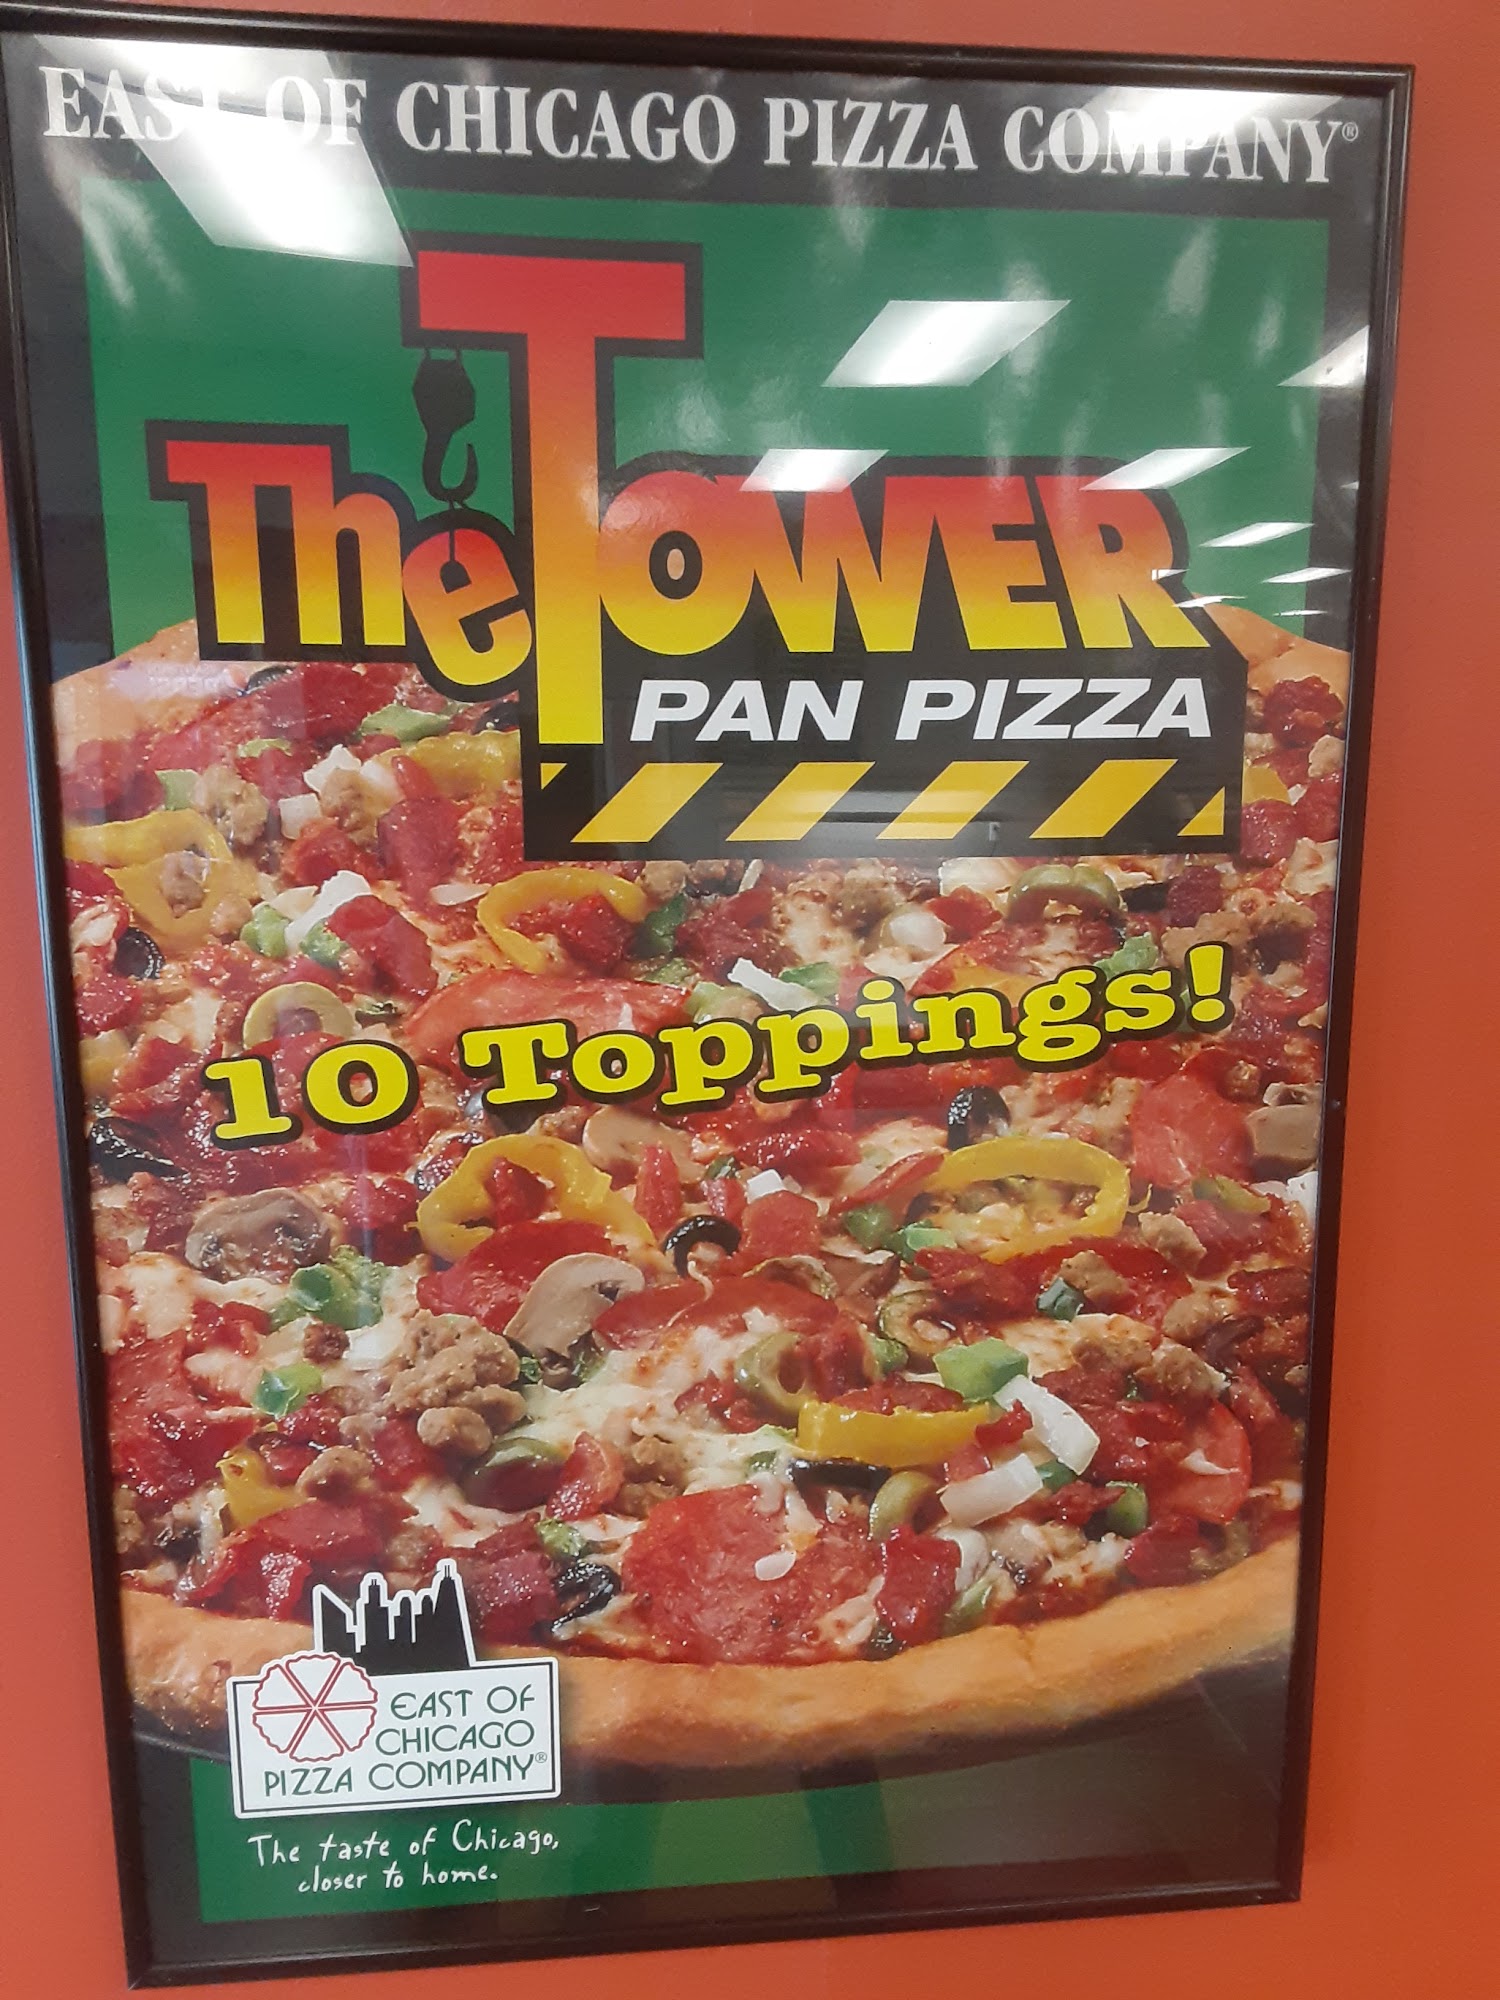 EAST OF CHICAGO PIZZA COMPANY®
The Tower
PAN PIZZA
10 Toppings!
EAST OF
CHICAGO
PIZZA COMPANY®
The taste of Chicago,
closer to home.